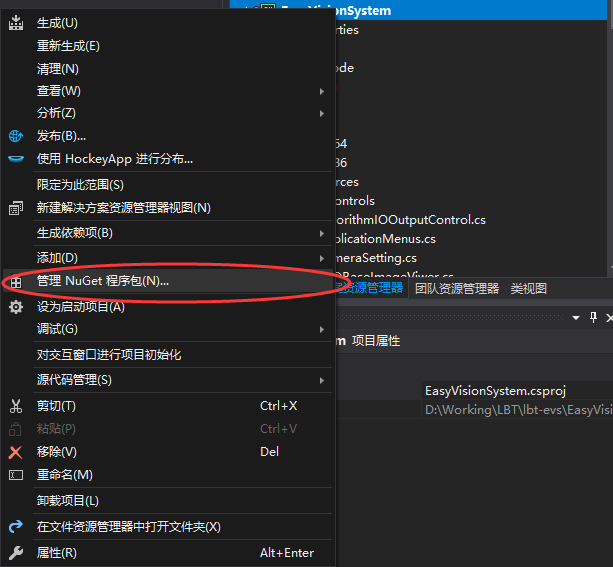 EasyVisionSystem
生成(U)
rties
重新生成(E)
清理(N)
ode
查看(W)
分析(Z)
发布(B)...
64
使用 HockeyApp 进行分布...
86
限定为此范围(S)
rces
新建解决方案资源管理器视图(N)
ontrols
生成依赖项(B)
orithmIOOutputControl.cs
plicationMenus.cs
添加(D)
meraSetting.cs
管理 NuGet 程序包(N)...
OBaseImageViwer.cs
资源管理器 团队资源管理器 类视图
设为启动项目(A)
调试(G)
m 项目属性
对交互窗口进行项目初始化
源代码管理(S)
EasyVisionSystem.csproj
剪切(T) Ctrl+X
D:\Working\LBT\lbt-evs\EasyVisi
粘贴(P) Ctrl+V
移除(V) Del
重命名(M)
卸载项目(L)
在文件资源管理器中打开文件夹(X)
属性(R) Alt+Enter